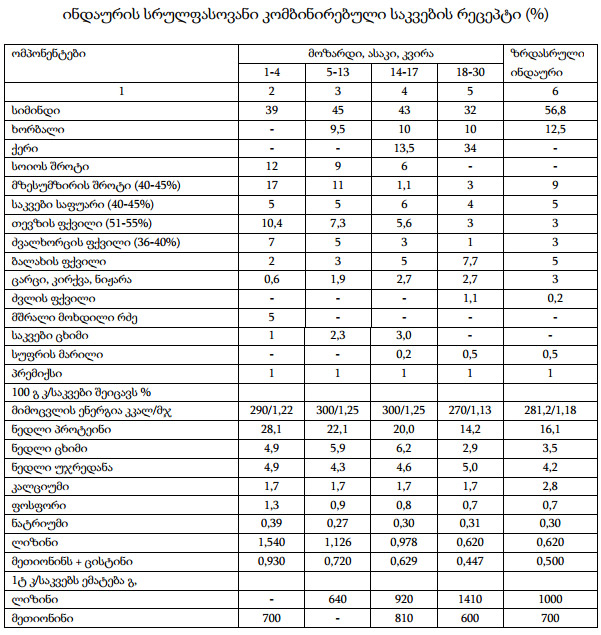 ინდაურის სრულფასოვანი კომბინირებული საკვების რეცეპტი (%)
ომპონენტები მოზარდი, ასაკი, კვირა ზრდასრული ინდაური
1-4 5-13 14-17 18-30
1 2 3 4 5 6
სიმინდი 39 45 43 32 56,8
ხორბალი - 9,5 10 10 12,5
ქერი - - 13,5 34
სოიოს შროტი 12 9 6 - -
მზესუმზირის შროტი (40-45%) 17 11 1,1 3 9
საკვები საფუარი (40-45%) 5 5 6 4 5
თევზის ფქვილი (51-55%) 10,4 7,3 5,6 3 3
ძვალხორცის ფქვილი (36-40%) 7 5 3 1 3
ბალახის ფქვილი 2 3 5 7,7 5
ცარცი, კირქვა, ნიჟარა 0,6 1,9 2,7 2,7 3
ძვლის ფქვილი - - - 1,1 0,2
მშრალი მოხდილი რძე 5 - - - -
საკვები ცხიმი 1 2,3 3,0 - -
სუფრის მარილი - - 0,2 0,5 0,5
პრემიქსი 1 1 1 1 1
100 გ კ/საკვები შეიცავს %
მიმოცვლის ენერგია კკალ/მჯ 290/1,22 300/1,25 300/1,25 270/1,13 281,2/1,18
ნედლი პროტეინი 28,1 22,1 20,0 14,2 16,1
ნედლი ცხიმი 4,9 5,9 6,2 2,9 3,5
ნედლი უჯრედანა 4,9 4,3 4,6 5,0 4,2
კალციუმი 1,7 1,7 1,7 1,7 2,8
ფოსფორი 1,3 0,9 0,8 0,7 0,7
ნატრიუმი 0,39 0,27 0,30 0,31 0,30
ლიზინი 1,540 1,126 0,978 0,620 0,620
მეთიონინს + ცისტინი 0,930 0,720 0,629 0,447 0,500
1ტ კ/საკვებს ემატება გ,
ლიზინი - 640 920 1410 1000
მეთიონინი 700 - 810 600 700